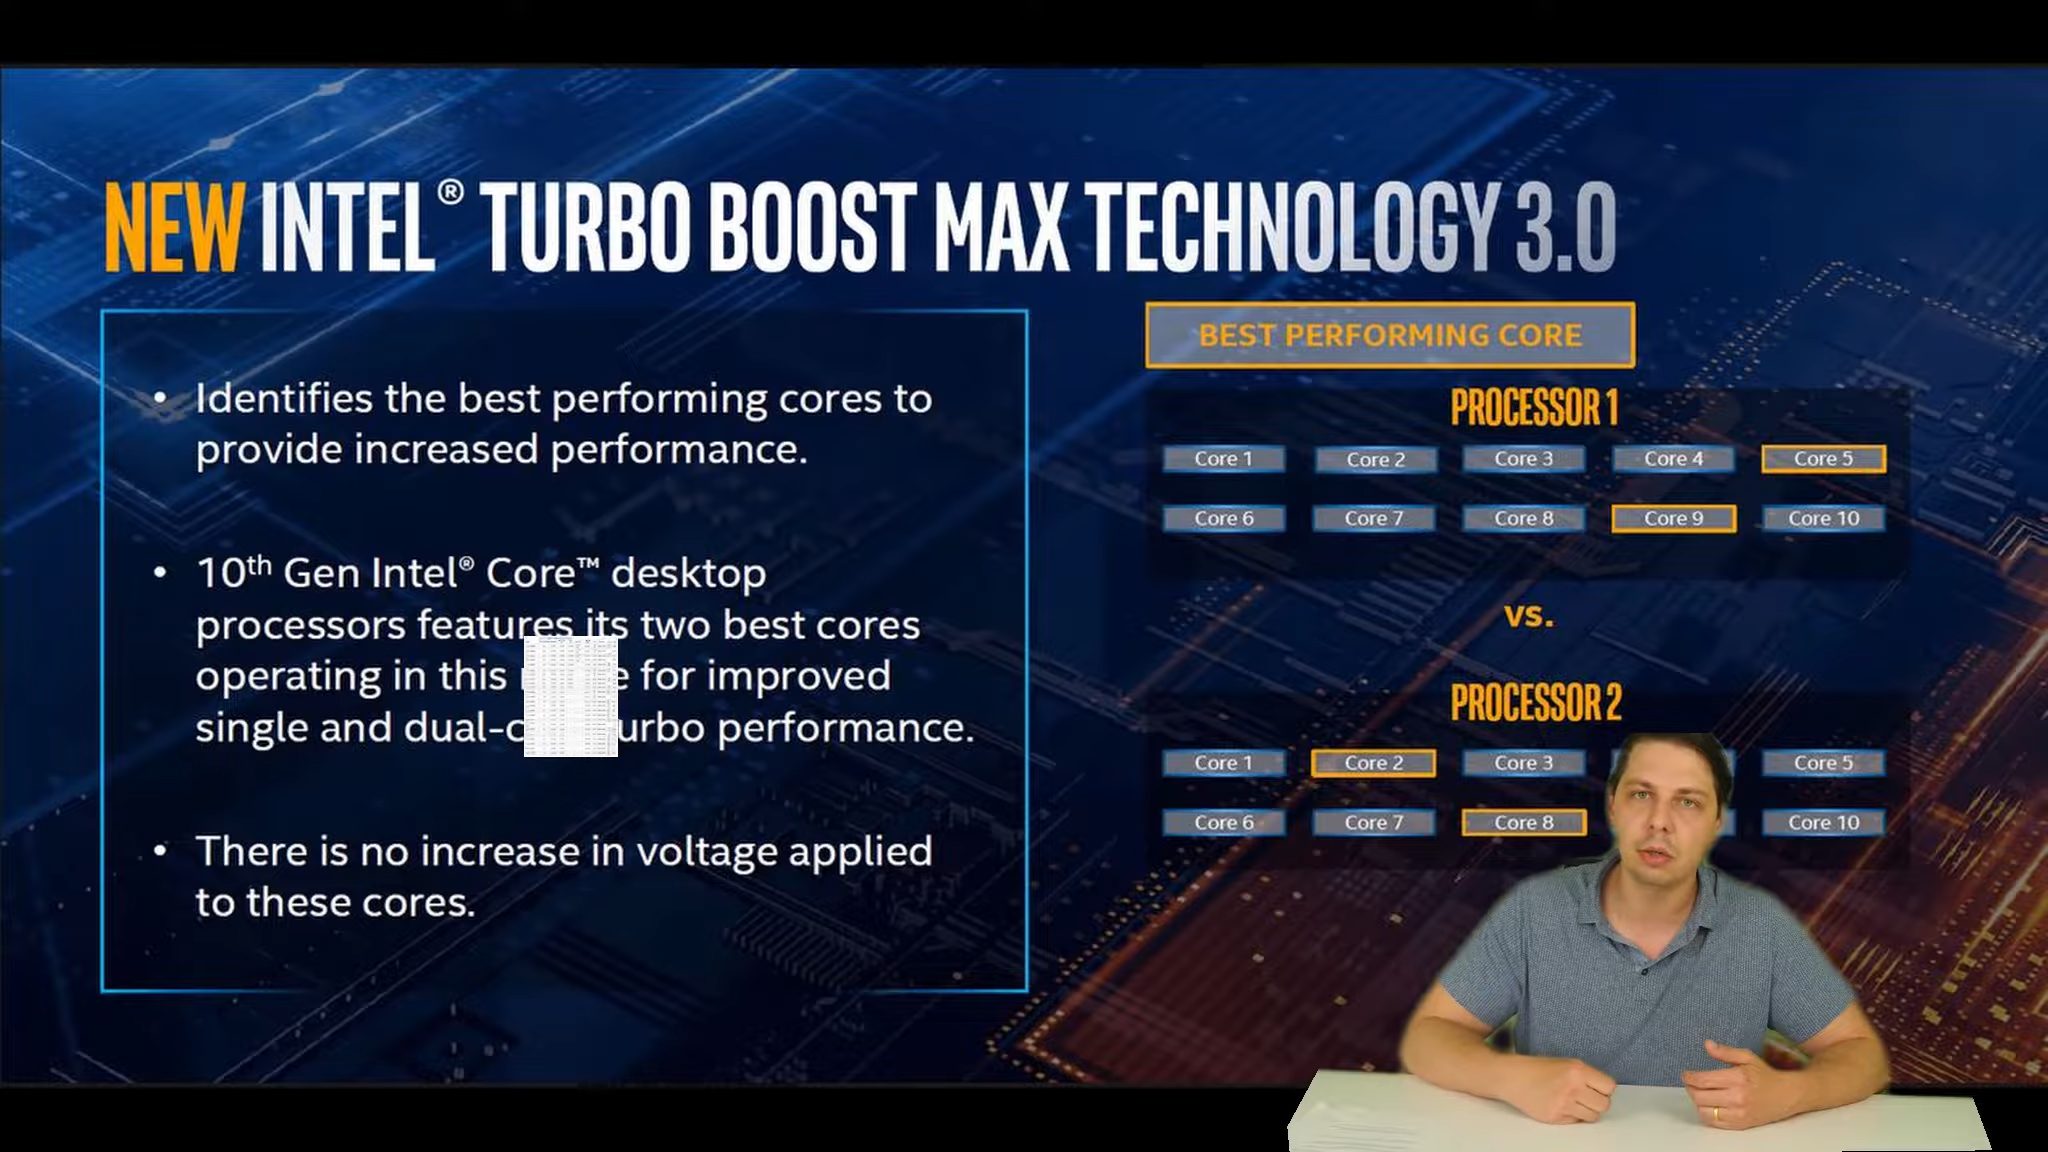 NEW INTEL® TURBO BOOST MAX TECHNOLOGY 3.0
• Identifies the best performing cores to
provide increased performance.
• 10th Gen Intel® Core™ desktop
processors features its two best cores
operating in this for improved
single and dual-c urbo performance.
• There is no increase in voltage applied
to these cores.
BEST PERFORMING CORE
PROCESSOR 1
Core 1 Core 2 Core 3 Core 4 Core 5
Core 6 Core 7 Core 8 Core 9 Core 10
vs.
PROCESSOR 2
Core 1 Core 2 Core 3 Core 5
Core 6 Core 7 Core 8 Core 10